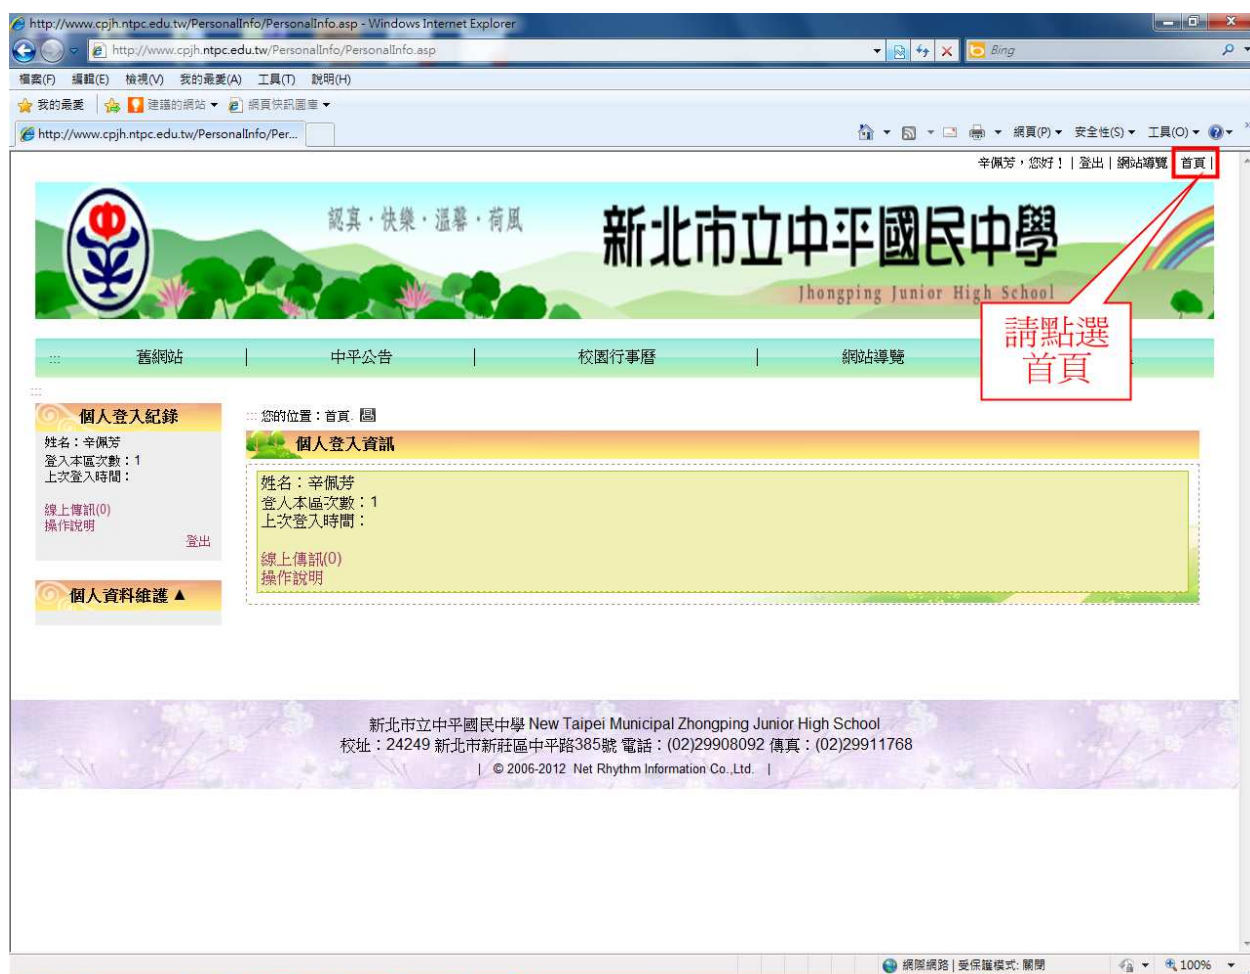 http://www.cpjh.ntpc.edu.tw/PersonalInfo/PersonalInfo.asp - Windows Internet Explorer
http://www.cpjh.ntpc.edu.tw/PersonalInfo/PersonalInfo.asp
Bing
檔案(F) 編輯(E) 檢視(V) 我的最愛(A) 工具(T) 說明(H)
我的最愛 建議的網站 網頁快訊圖庫
http://www.cpjh.ntpc.edu.tw/PersonalInfo/Per...
網頁(P) 安全性(S) 工具(O)
辛佩芳，您好！ | 登出 | 網站導覽 首頁 |
認真．快樂．溫馨．荷風
新北市立中平國民中學
Jhongping Junior High School
請點選
首頁
::: 舊網站 | 中平公告 | 校園行事曆 | 網站導覽
:::
個人登入紀錄
姓名：辛佩芳
登入本區次數：1
上次登入時間：
線上傳訊(0)
操作說明
登出
個人資料維護▲
::: 您的位置：首頁.
個人登入資訊
姓名：辛佩芳
登入本區次數：1
上次登入時間：
線上傳訊(0)
操作說明
新北市立中平國民中學 New Taipei Municipal Zhongping Junior High School
校址：24249 新北市新莊區中平路385號 電話：(02)29908092 傳真：(02)29911768
| © 2006-2012 Net Rhythm Information Co.,Ltd. |
網際網路 | 受保護模式: 關閉
100%